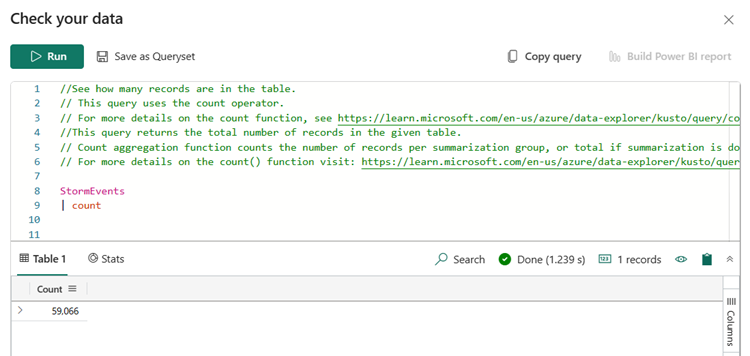 Check your data
Run
Save as Queryset
Copy query
Build Power BI report
1 //See how many records are in the table.
2 // This query uses the count operator.
3 // For more details on the count function, see https://learn.microsoft.com/en-us/azure/data-explorer/kusto/query/co
4 //This query returns the total number of records in the given table.
5 // Count aggregation function counts the number of records per summarization group, or total if summarization is do
6 // For more details on the count() function visit: https://learn.microsoft.com/en-us/azure/data-explorer/kusto/quer
7
8 StormEvents
9 | count
10
11
Table 1
Stats
Search
Done (1.239 s)
1 records
Count
59.066
Columns